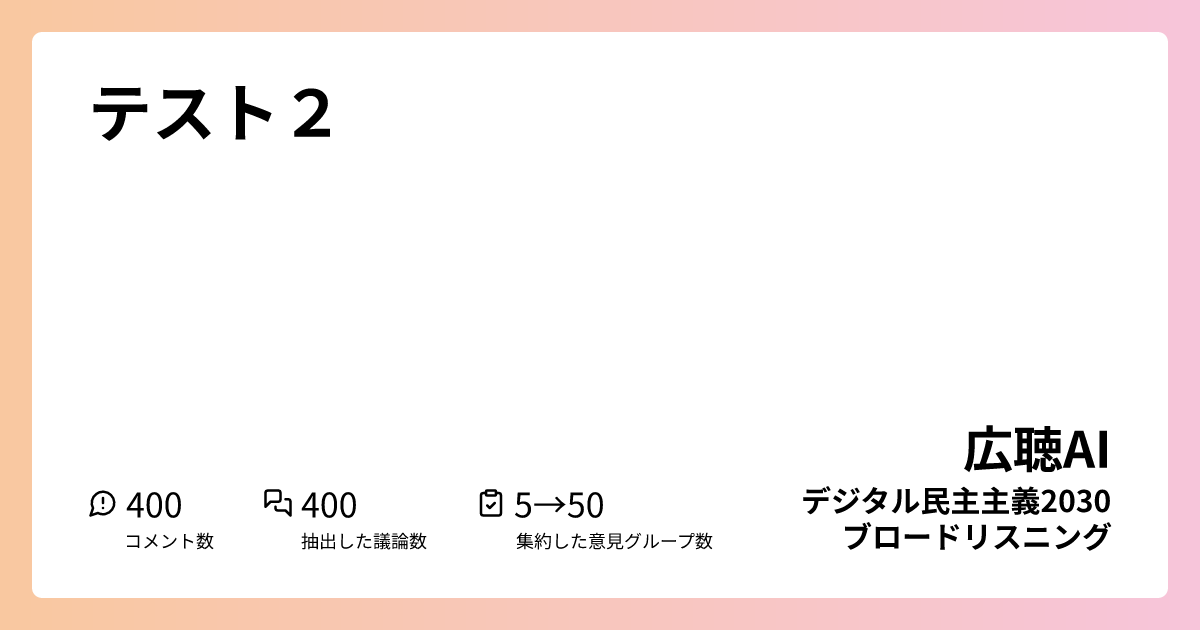 テスト２
400
コメント数
400
抽出した議論数
5→50
集約した意見グループ数
広聴AI
デジタル民主主義2030
ブロードリスニング